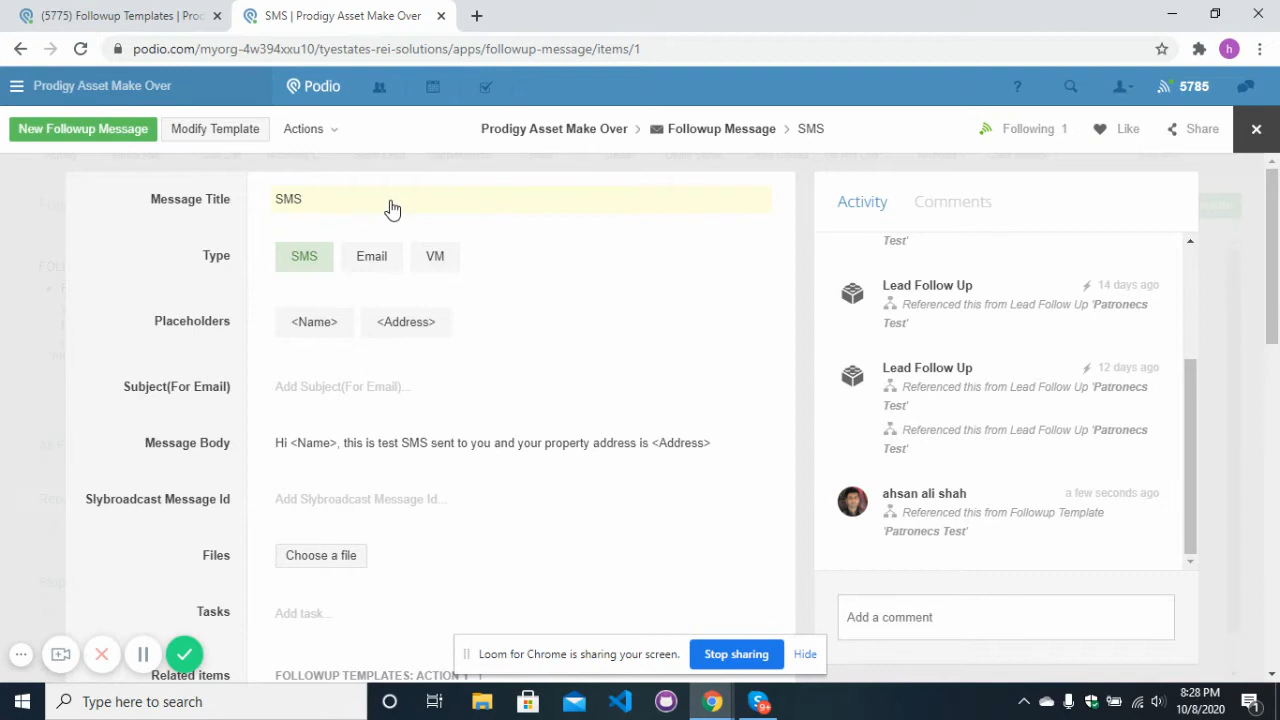 (5775) Followup Templates | Proc
SMS | Prodigy Asset Make Over
podio.com/myorg-4w394xxu10/tyestates-rei-solutions/apps/followup-message/items/1
h
Prodigy Asset Make Over
Podio
?
5785
New Followup Message
Modify Template
Actions
Prodigy Asset Make Over > Followup Message > SMS
Following 1
Like
Share
Message Title
SMS
Type
SMS
Email
VM
Placeholders
<Name>
<Address>
Subject(For Email)
Add Subject(For Email)...
Message Body
Hi <Name>, this is test SMS sent to you and your property address is <Address>
Slybroadcast Message Id
Add Slybroadcast Message Id...
Files
Choose a file
Tasks
Add task...
Related items
Activity
Comments
Test'
Lead Follow Up
14 days ago
Referenced this from Lead Follow Up 'Patronecs
Test'
Lead Follow Up
12 days ago
Referenced this from Lead Follow Up 'Patronecs
Test'
Referenced this from Lead Follow Up 'Patronecs
Test'
ahsan ali shah
a few seconds ago
Referenced this from Followup Template
'Patronecs Test'
Add a comment
Loom for Chrome is sharing your screen.
Stop sharing
Hide
Type here to search
9+
8:28 PM
10/8/2020
1